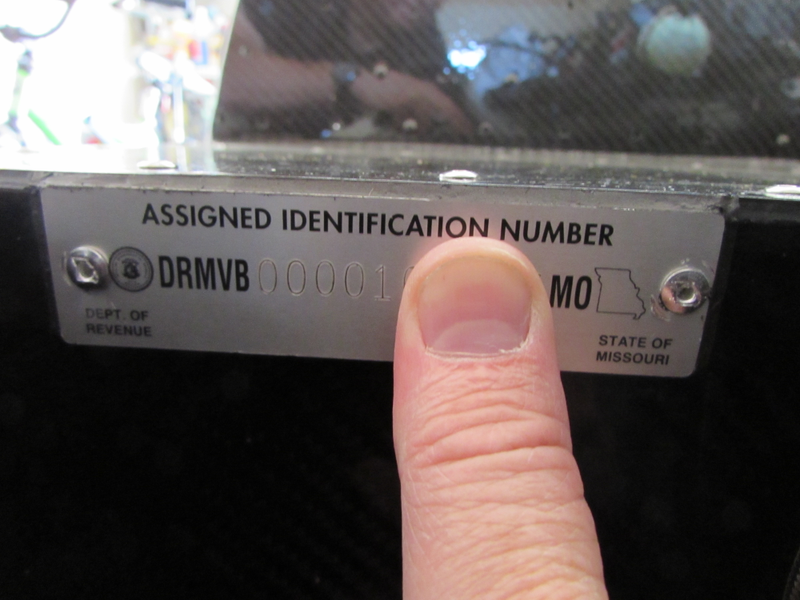 ASSIGNED IDENTIFICATION NUMBER
DRMVB 00001 MO
DEPT. OF
REVENUE
STATE OF
MISSOURI